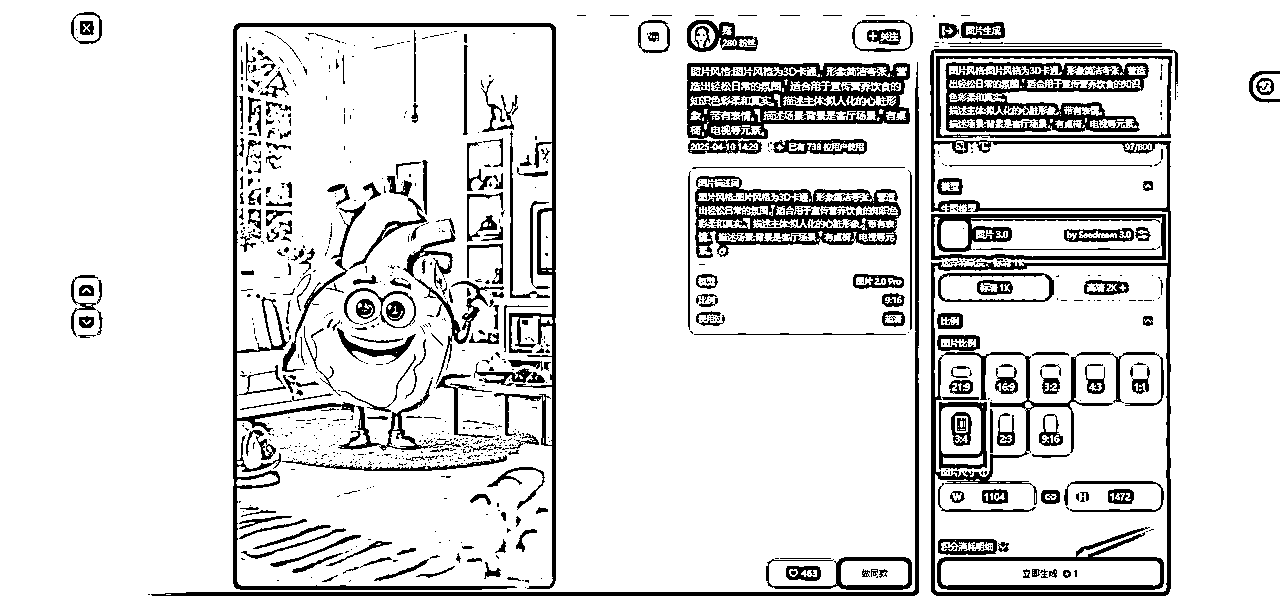 280 粉丝
+ 关注
图片风格:图片风格为3D卡通，形象简洁夸张，营
造出轻松日常的氛围，适合用于宣传营养饮食的
知识色彩柔和真实。描述主体:拟人化的心脏形
象，带有表情，描述场景:背景是客厅场景，有桌
椅，电视等元素。
2025-04-10 14:29
已有 738 位用户使用
图片描述词
图片风格:图片风格为3D卡通，形象简洁夸张，营造
出轻松日常的氛围，适合用于宣传营养饮食的知识色
彩柔和真实。描述主体:拟人化的心脏形象，带有表
情，描述场景:背景是客厅场景，有桌椅，电视等元
素。
模型
图片 2.0 Pro
比例
9:16
463
做同款
图片生成
图片风格:图片风格为3D卡通，形象简洁夸张，营造
出轻松日常的氛围，适合用于宣传营养饮食的知识
色彩柔和真实。
描述主体:拟人化的心脏形象，带有表情，
描述场景:背景是客厅场景，有桌椅，电视等元素。
97/800
模型
生图模型
图片 3.0
by Seedream 3.0
标清 1K
高清 2K
比例
图片比例
21:9
16:9
3:2
4:3
1:1
3:4
2:3
9:16
图片尺寸
W 1104
H 1472
积分消耗明细
立即生成 1